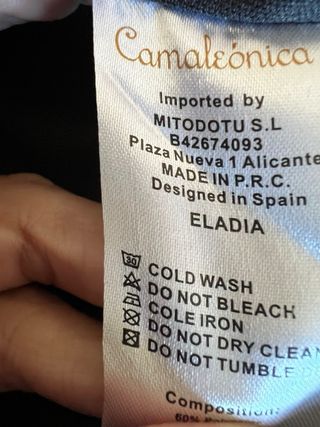 Camaleónica
Imported by
MITODOTU S.L
B42674093
Plaza Nueva 1 Alicante
MADE IN P.R.C.
Designed in Spain
ELADIA
30
COLD WASH
DO NOT BLEACH
COLE IRON
DO NOT DRY CLEAN
DO NOT TUMBLE D
Composition:
60%